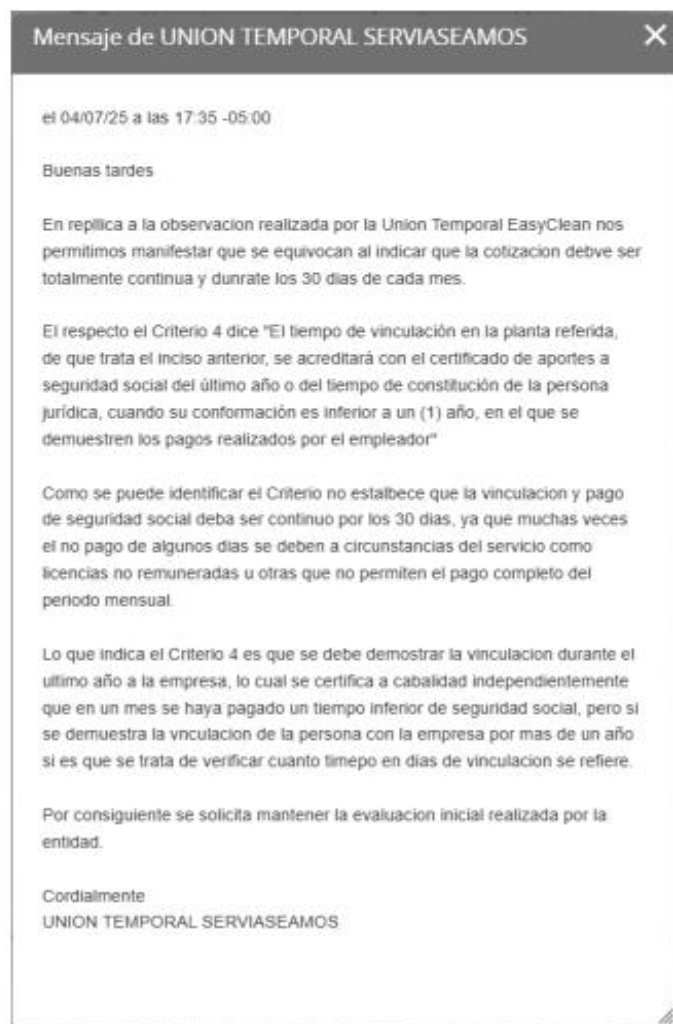 Mensaje de UNION TEMPORAL SERVIASEAMOS
el 04/07/25 a las 17:35 -05:00
Buenas tardes
En repllica a la observacion realizada por la Union Temporal EasyClean nos
permitimos manifestar que se equivocan al indicar que la cotizacion debve ser
totalmente continua y dunrate los 30 dias de cada mes.
El respecto el Criterio 4 dice "El tiempo de vinculación en la planta referida,
de que trata el inciso anterior, se acreditará con el certificado de aportes a
seguridad social del último año o del tiempo de constitución de la persona
jurídica, cuando su conformación es inferior a un (1) año, en el que se
demuestren los pagos realizados por el empleador"
Como se puede identificar el Criterio no estalbece que la vinculacion y pago
de seguridad social deba ser continuo por los 30 dias, ya que muchas veces
el no pago de algunos dias se deben a circunstancias del servicio como
licencias no remuneradas u otras que no permiten el pago completo del
periodo mensual.
Lo que indica el Criterio 4 es que se debe demostrar la vinculacion durante el
ultimo año a la empresa, lo cual se certifica a cabalidad independientemente
que en un mes se haya pagado un tiempo inferior de seguridad social, pero si
se demuestra la vnculacion de la persona con la empresa por mas de un año
si es que se trata de verificar cuanto timepo en dias de vinculacion se refiere.
Por consiguiente se solicita mantener la evaluacion inicial realizada por la
entidad.
Cordialmente
UNION TEMPORAL SERVIASEAMOS